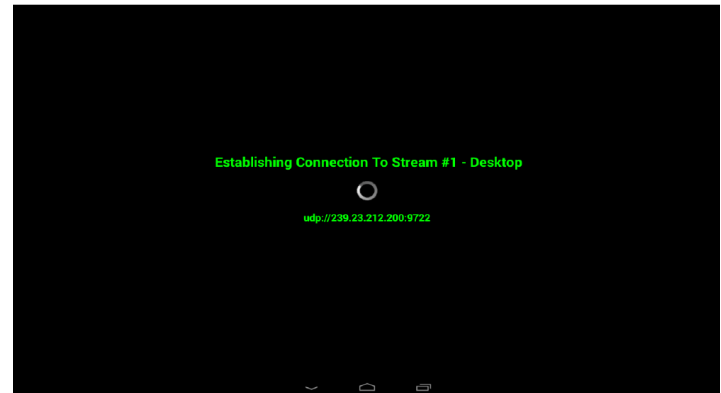 Establishing Connection To Stream #1 - Desktop
udp://239.23.212.200:9722